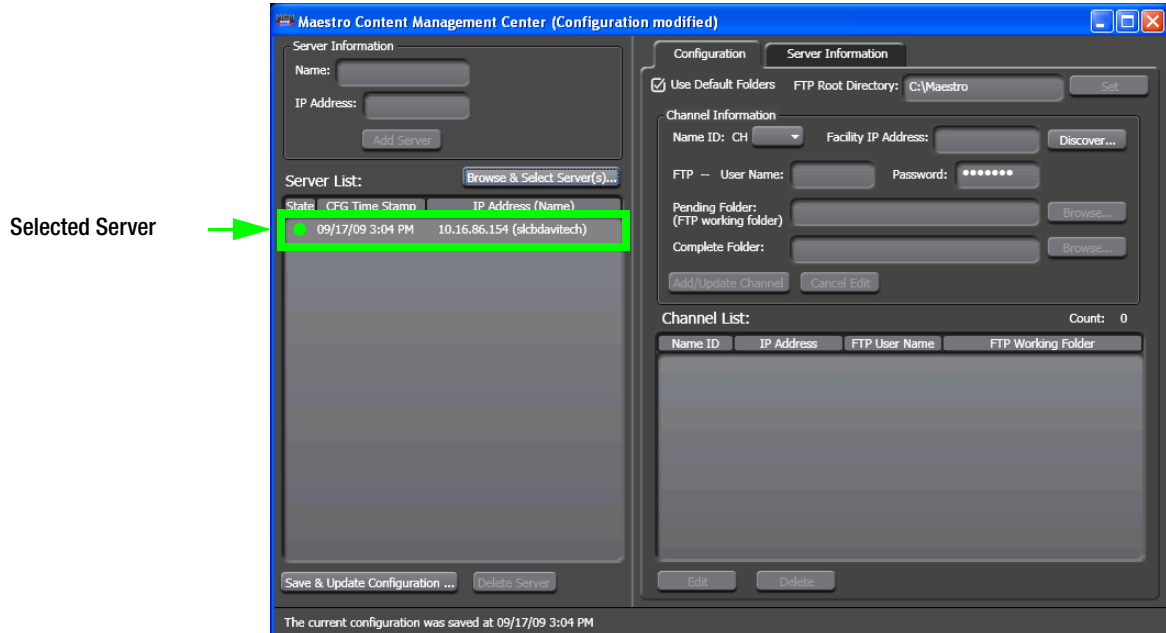 Maestro Content Management Center (Configuration modified)
Server Information
Name:
IP Address:
Add Server
Server List:
Browse & Select Server(s)...
State CFG Time Stamp IP Address (Name)
Selected Server
09/17/09 3:04 PM 10.16.86.154 (slcbdavitech)
Save & Update Configuration ...
Delete Server
Configuration
Server Information
Use Default Folders
FTP Root Directory: C:\Maestro
Set
Channel Information
Name ID: CH
Facility IP Address:
Discover...
FTP -- User Name:
Password: •••••••
Pending Folder:
(FTP working folder)
Browse...
Complete Folder:
Browse...
Add/Update Channel
Cancel Edit
Channel List:
Count: 0
Name ID IP Address FTP User Name FTP Working Folder
Edit
Delete
The current configuration was saved at 09/17/09 3:04 PM